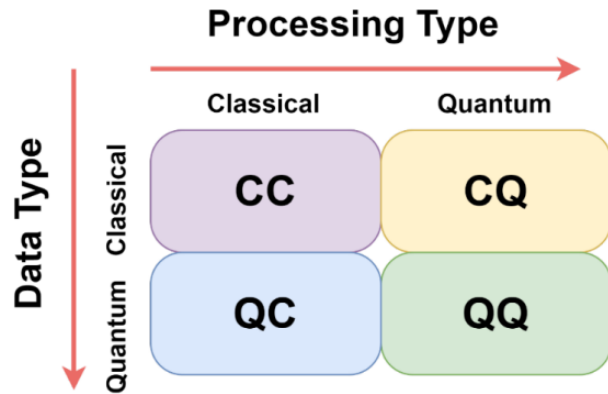 Processing Type
Classical Quantum
Data Type
Classical
CC CQ
Quantum
QC QQ